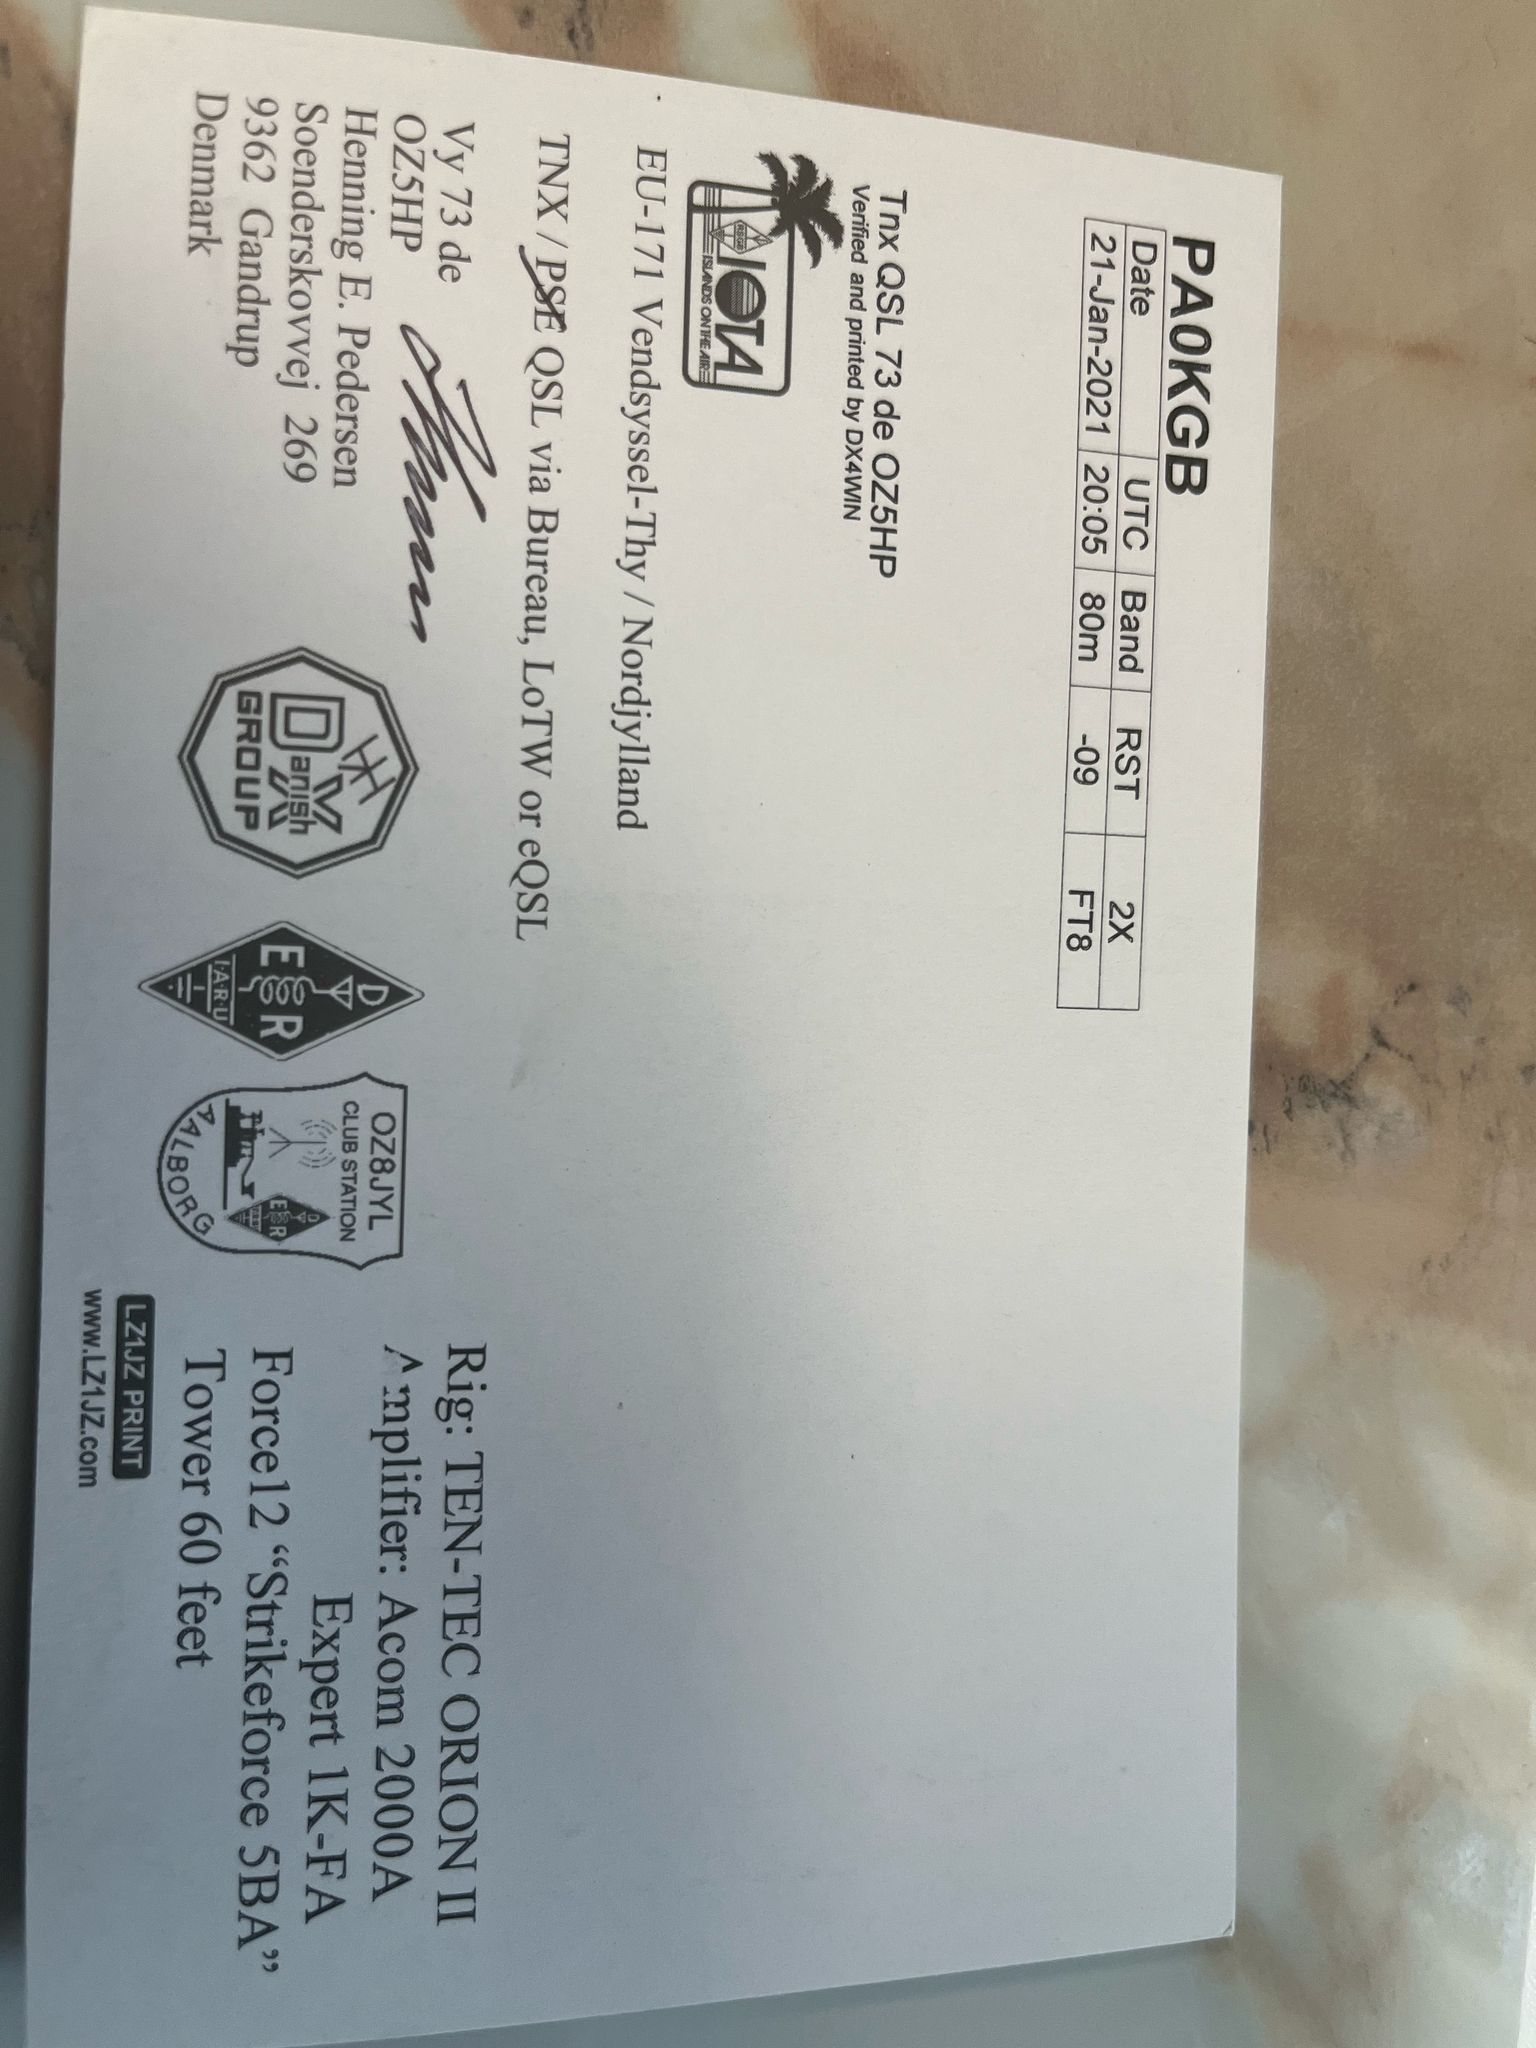 PA0KGB
Date UTC Band RST 2X
21-Jan-2021 20:05 80m -09 FT8
Tnx QSL 73 de OZ5HP
Verified and printed by DX4WIN
RSGB IOTA
ISLANDS ON THE AIR
EU-171 Vendsyssel-Thy / Nordjylland
TNX / PSE QSL via Bureau, LoTW or eQSL
Vy 73 de
OZ5HP
Henning E. Pedersen
Soenderskovvej 269
9362 Gandrup
Denmark
Danish
DX
GROUP
D
E R
I·A·R·U
OZ8JYL
CLUB STATION
D
E R
AALBORG
Rig: TEN-TEC ORION II
Amplifier: Acom 2000A
Expert 1K-FA
Force12 “Strikeforce 5BA”
Tower 60 feet
LZ1JZ PRINT
www.LZ1JZ.com